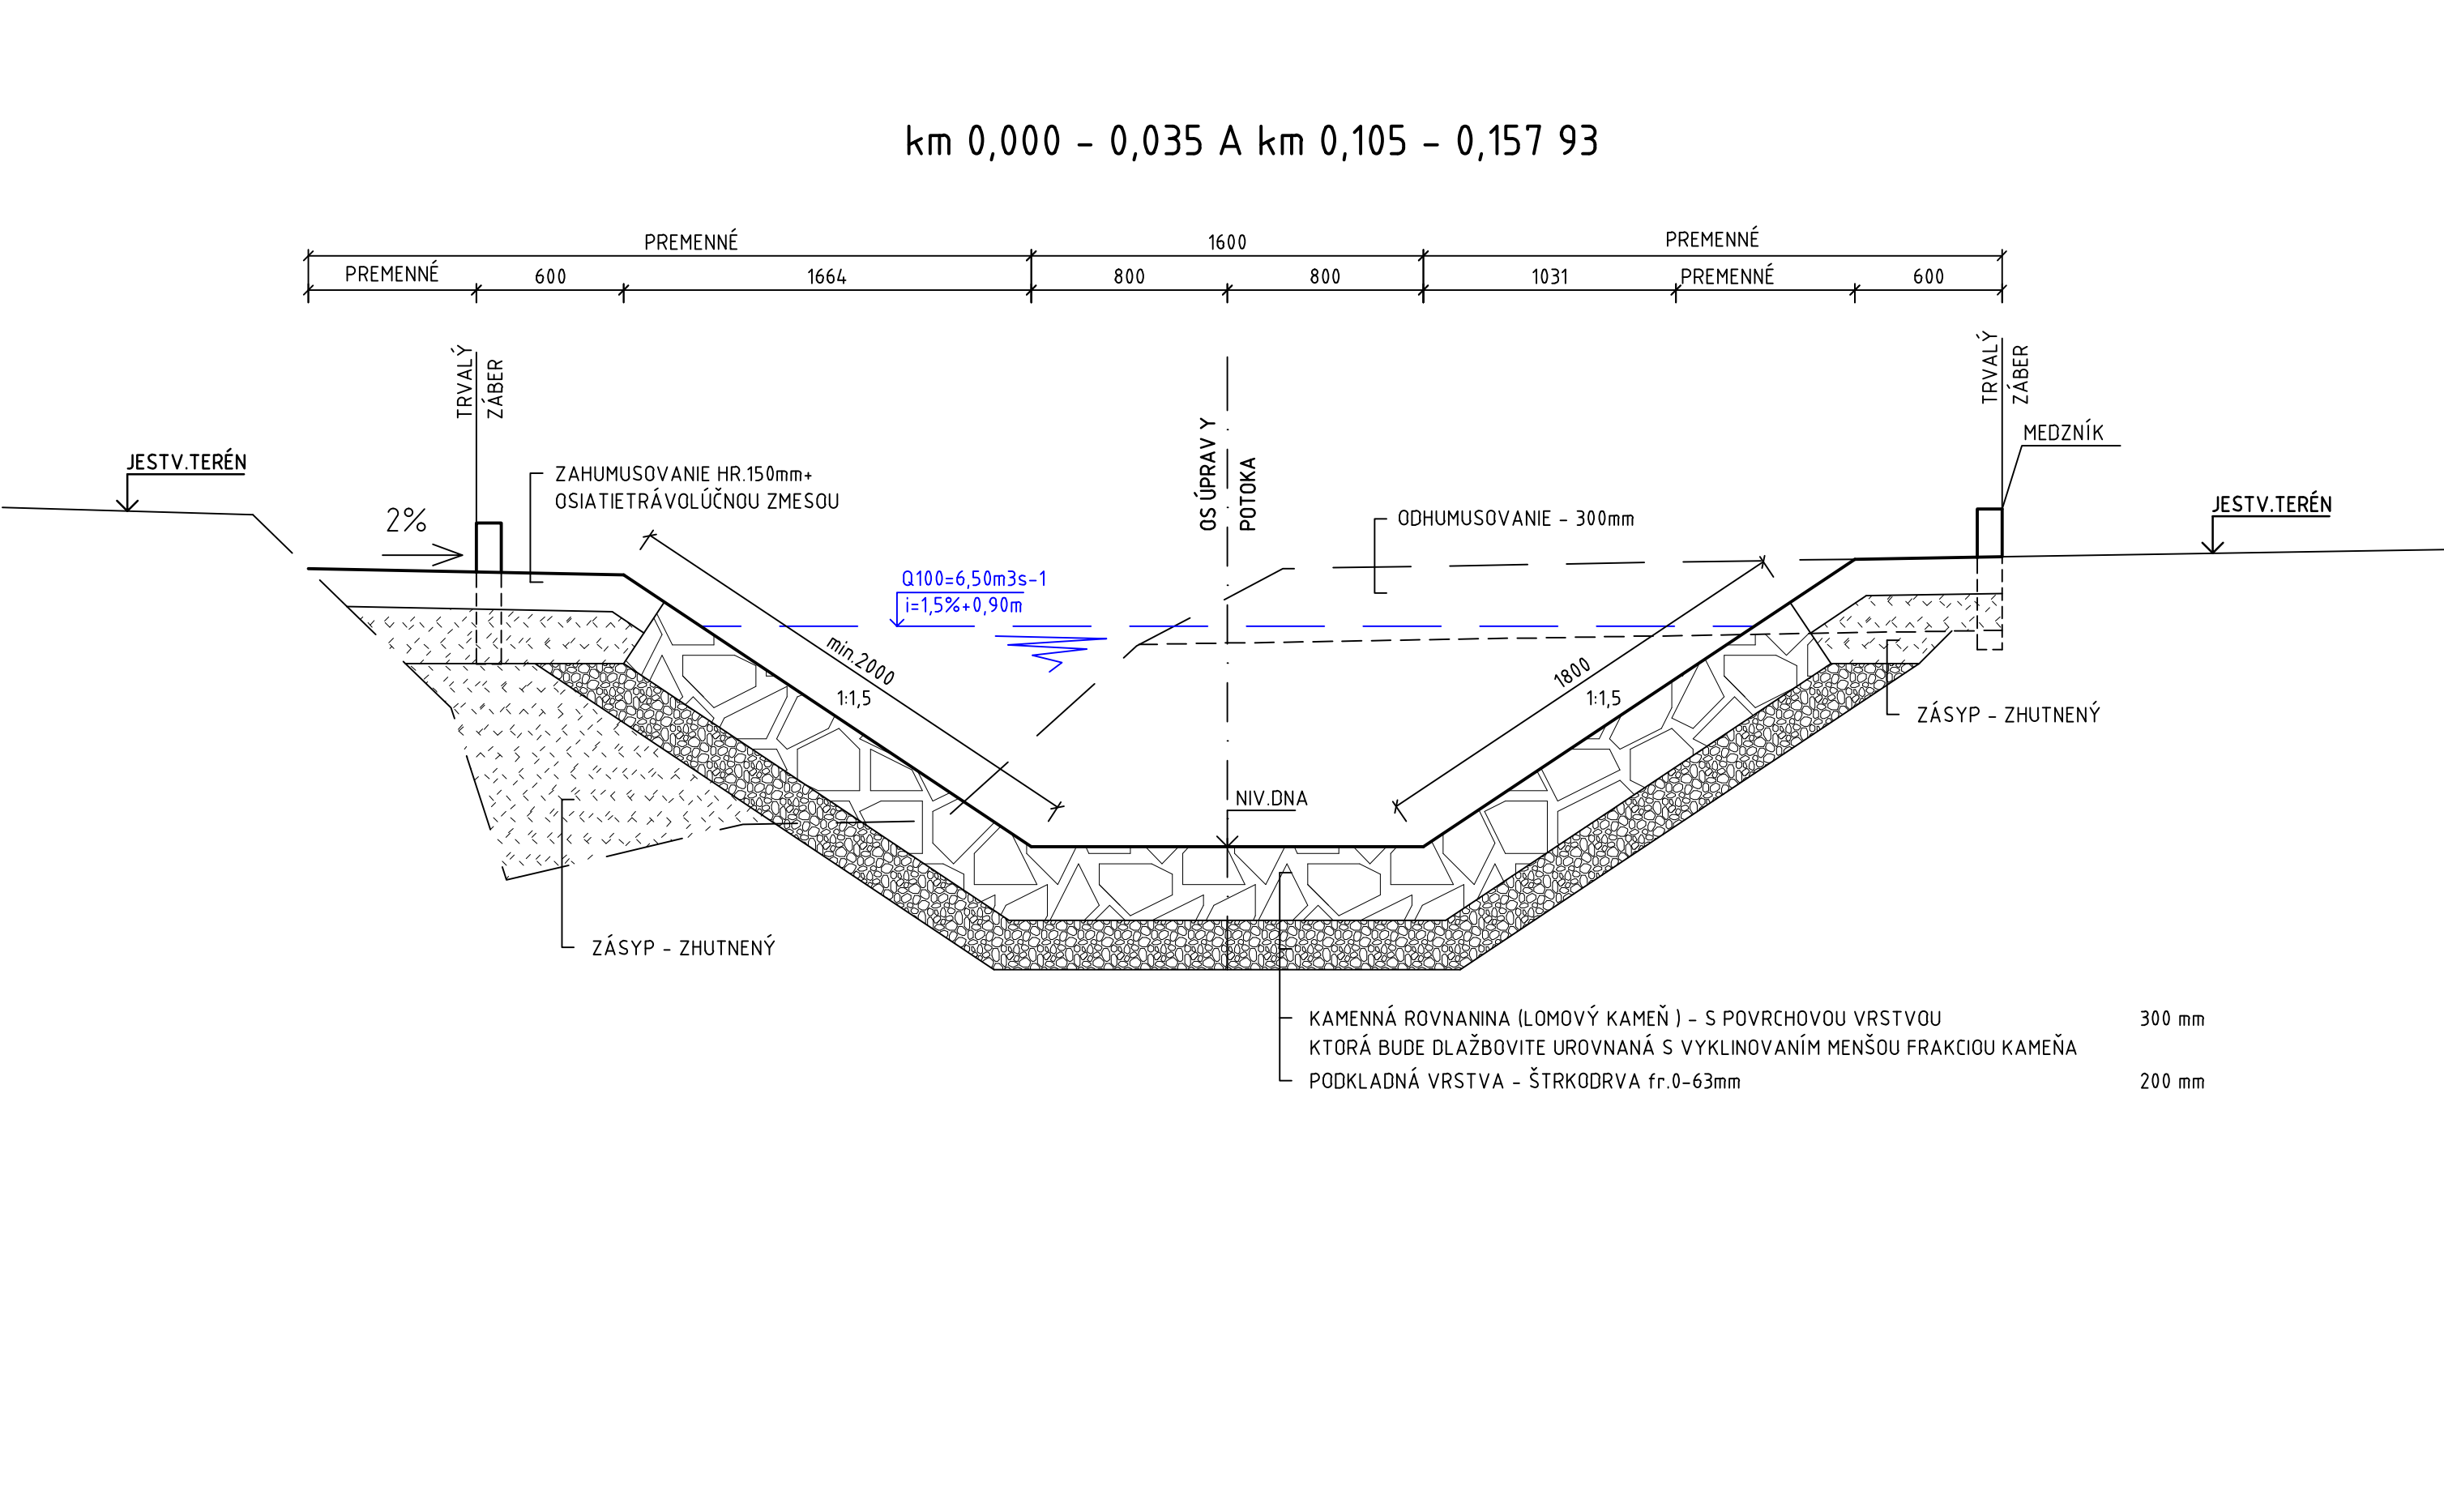 km 0,000 - 0,035 A km 0,105 - 0,157 93
PREMENNÉ
1600
PREMENNÉ
PREMENNÉ
600
1664
800
800
1031
PREMENNÉ
600
TRVALÝ
ZÁBER
TRVALÝ
ZÁBER
OS ÚPRAV Y
POTOKA
MEDZNÍK
JESTV.TERÉN
ZAHUMUSOVANIE HR.150mm+
OSIATIETRÁVOLÚČNOU ZMESOU
2%
JESTV.TERÉN
ODHUMUSOVANIE - 300mm
Q100=6,50m3s-1
i=1,5%+0,90m
min.2000
1:1,5
1800
1:1,5
ZÁSYP - ZHUTNENÝ
NIV.DNA
ZÁSYP - ZHUTNENÝ
KAMENNÁ ROVNANINA (LOMOVÝ KAMEŇ ) - S POVRCHOVOU VRSTVOU 300 mm
KTORÁ BUDE DLAŽBOVITE UROVNANÁ S VYKLINOVANÍM MENŠOU FRAKCIOU KAMEŇA
PODKLADNÁ VRSTVA - ŠTRKODRVA fr.0-63mm 200 mm